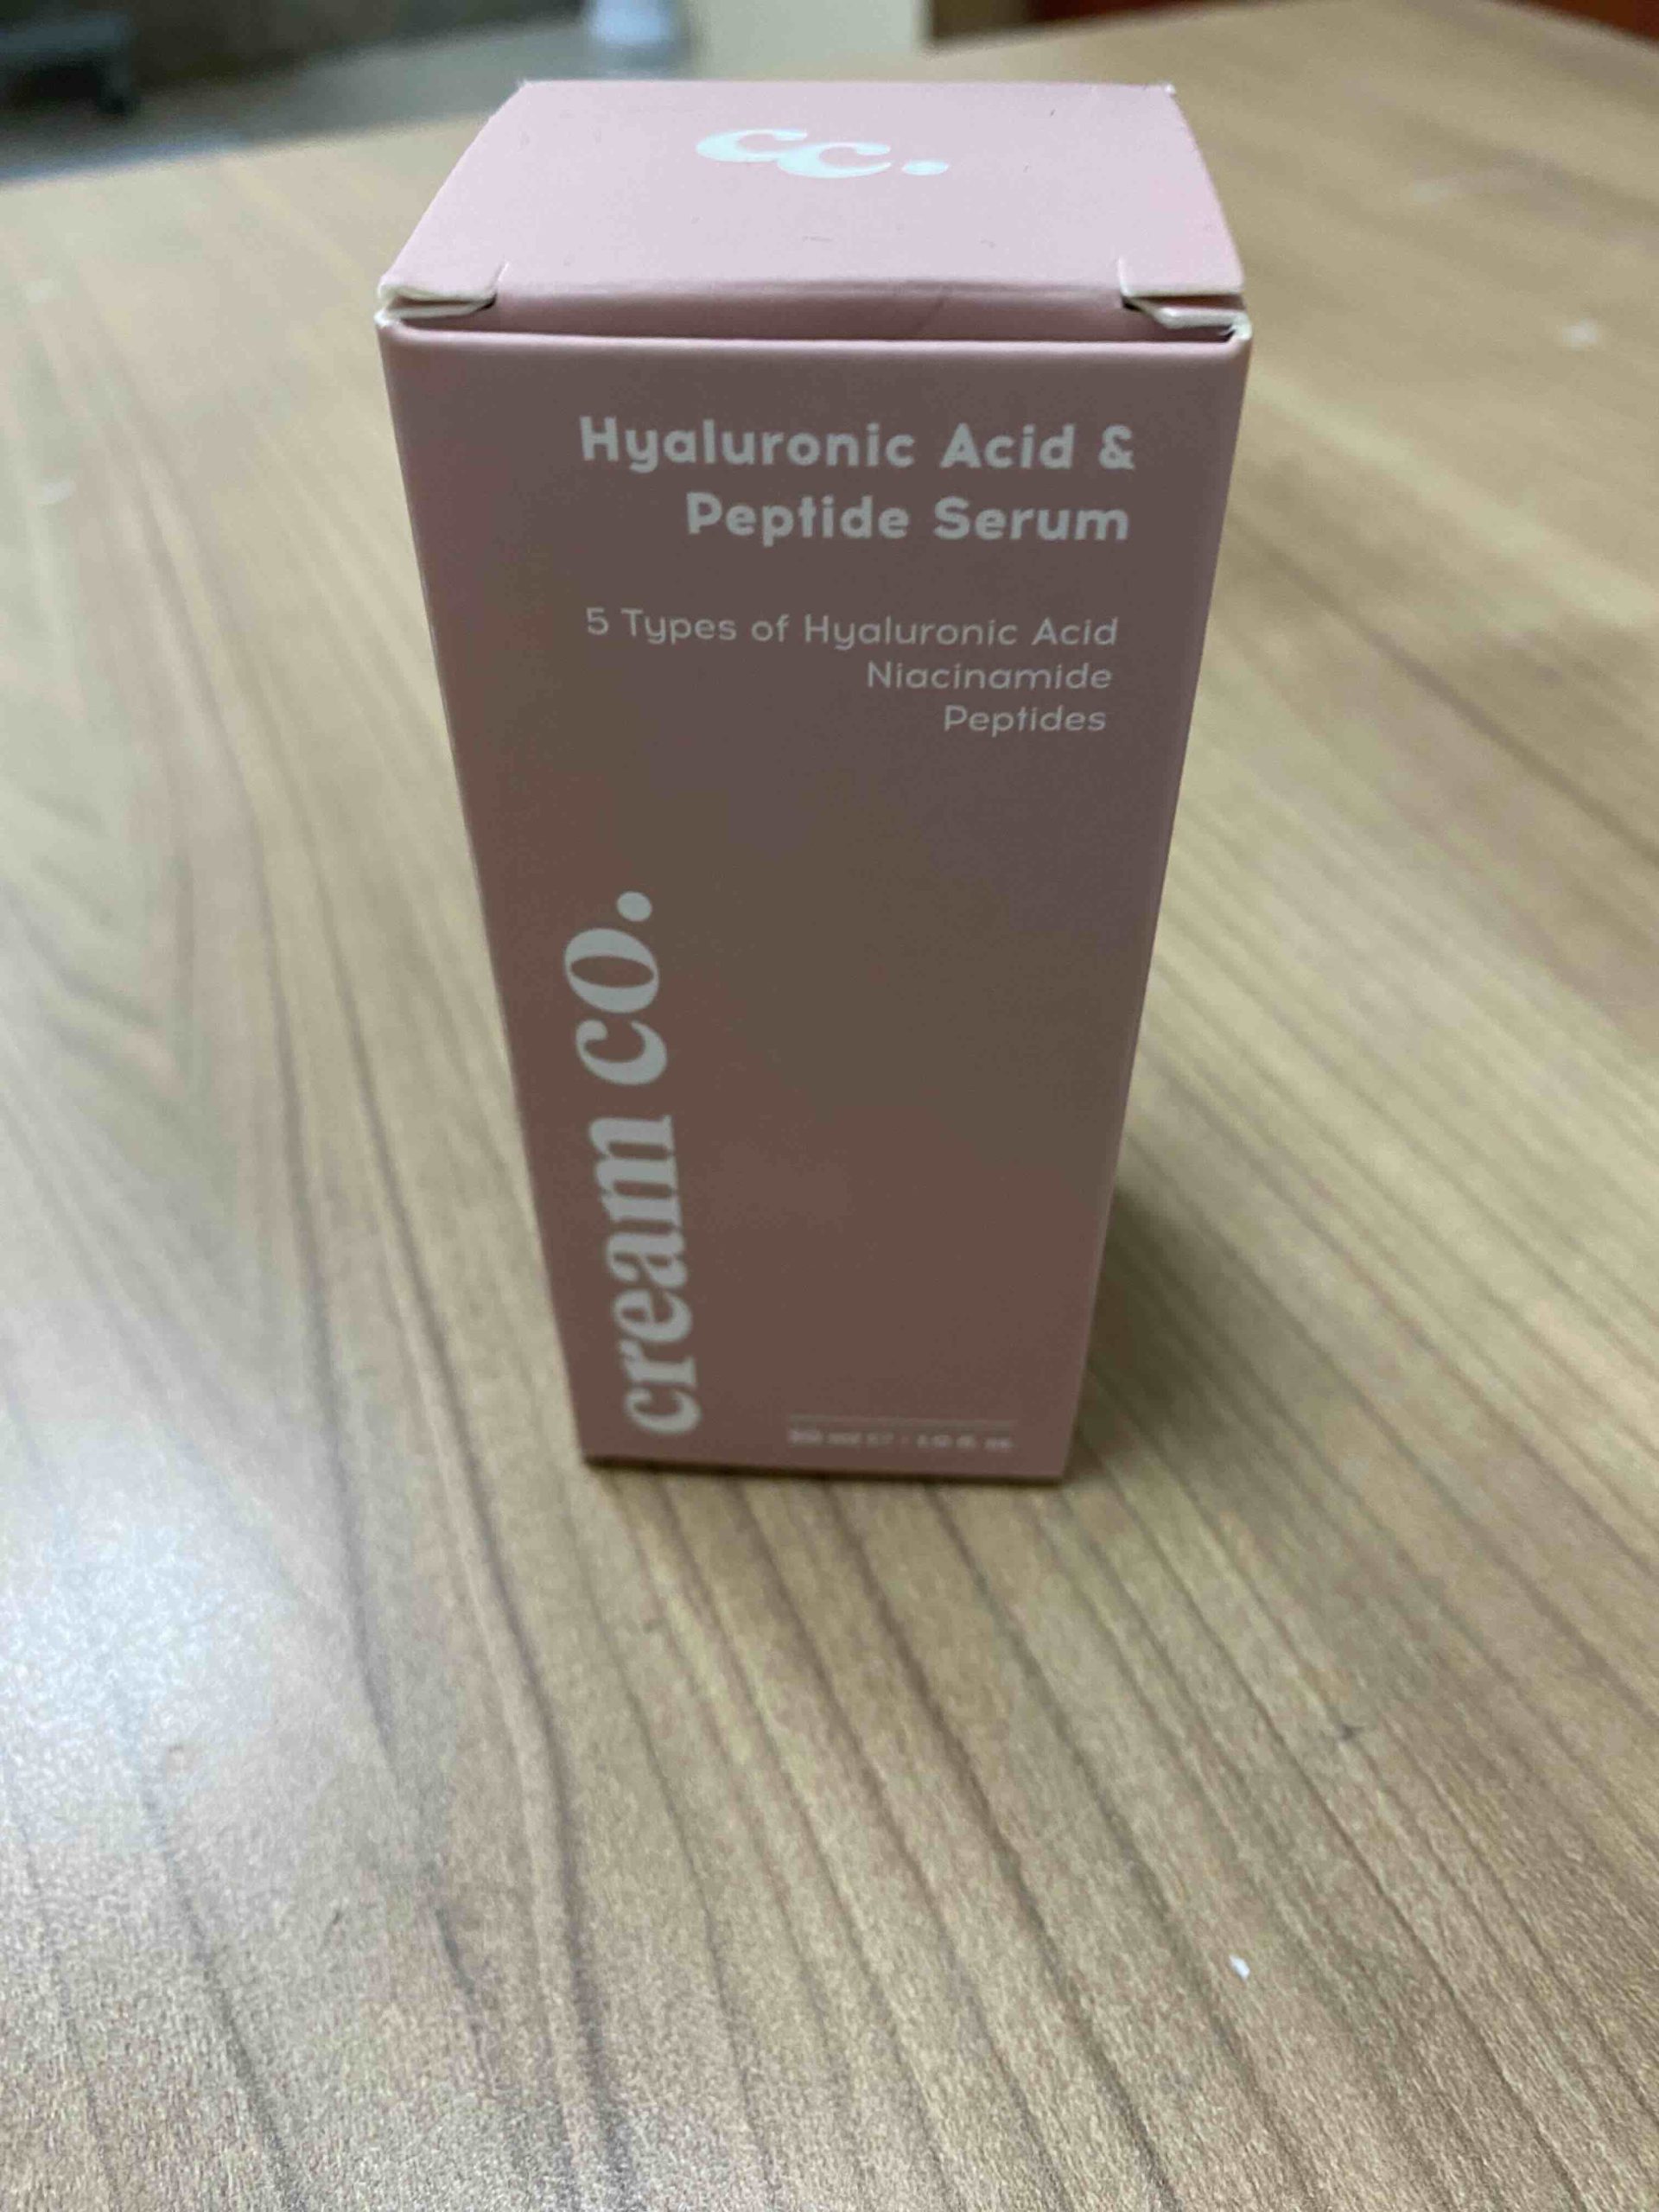 cc.
Hyaluronic Acid &
Peptide Serum
5 Types of Hyaluronic Acid
Niacinamide
Peptides
cream co.